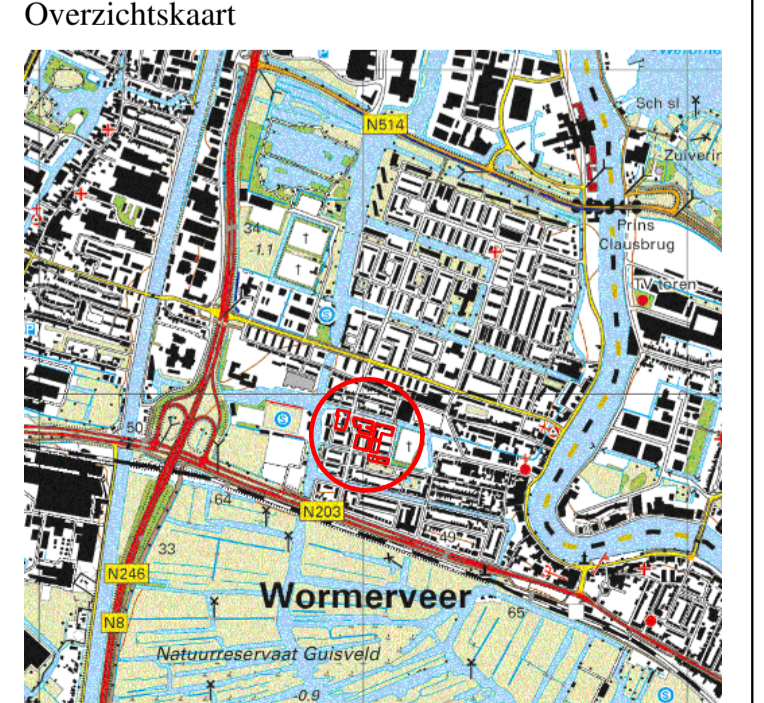 Overzichtskaart
N514
Sch sl
Prins
Clausbrug
TV toren
34
-1.1
S
P
50
S
64
N203
49
33
N246
Wormerveer
65
N8
Natuurreservaat Guisveld
-0.9
S